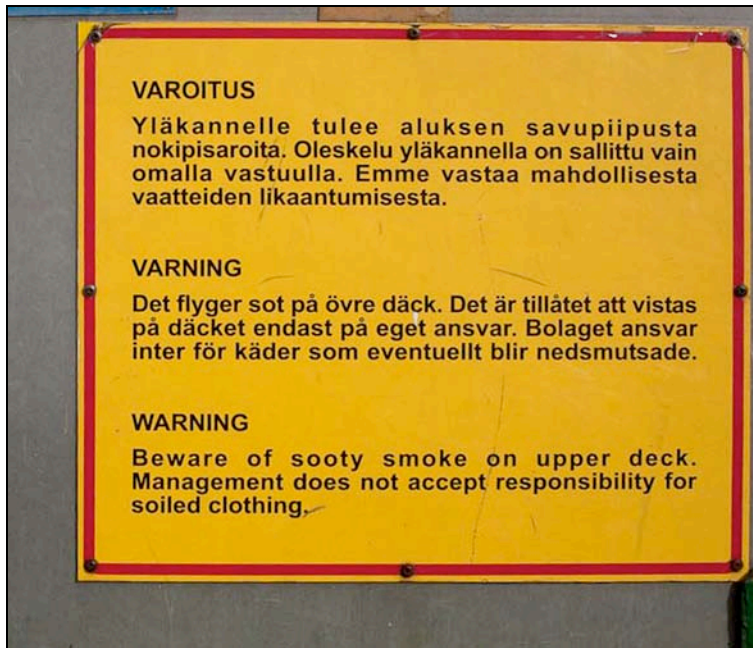 VAROITUS
Yläkannelle tulee aluksen savupiipusta
nokipisaroita. Oleskelu yläkannella on sallittu vain
omalla vastuulla. Emme vastaa mahdollisesta
vaatteiden likaantumisesta.
VARNING
Det flyger sot på övre däck. Det är tillåtet att vistas
på däcket endast på eget ansvar. Bolaget ansvar
inter för käder som eventuellt blir nedsmutsade.
WARNING
Beware of sooty smoke on upper deck.
Management does not accept responsibility for
soiled clothing.